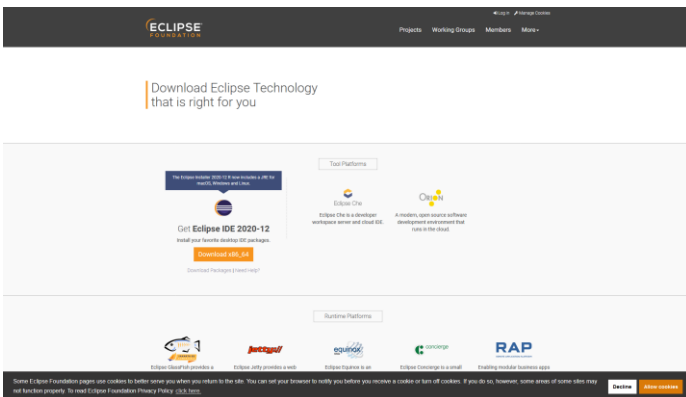 Log in Manage Cookies
ECLIPSE
FOUNDATION
Projects Working Groups Members More
Download Eclipse Technology
that is right for you
Tool Platforms
The Eclipse Installer 2020-12 R now includes a JRE for
macOS, Windows and Linux.
Get Eclipse IDE 2020-12
Install your favorite desktop IDE packages.
Download x86_64
Download Packages | Need Help?
Eclipse Che
Eclipse Che is a developer
workspace server and cloud IDE.
ORION
A modern, open source software
development environment that
runs in the cloud.
Runtime Platforms
jetty://
equinox
concierge
RAP
Eclipse GlassFish provides a
Eclipse Jetty provides a web
Eclipse Equinox is an
Eclipse Concierge is a small
Enabling modular business apps
Some Eclipse Foundation pages use cookies to better serve you when you return to the site. You can set your browser to notify you before you receive a cookie or turn off cookies. If you do so, however, some areas of some sites may
not function properly. To read Eclipse Foundation Privacy Policy click here.
Decline
Allow cookies